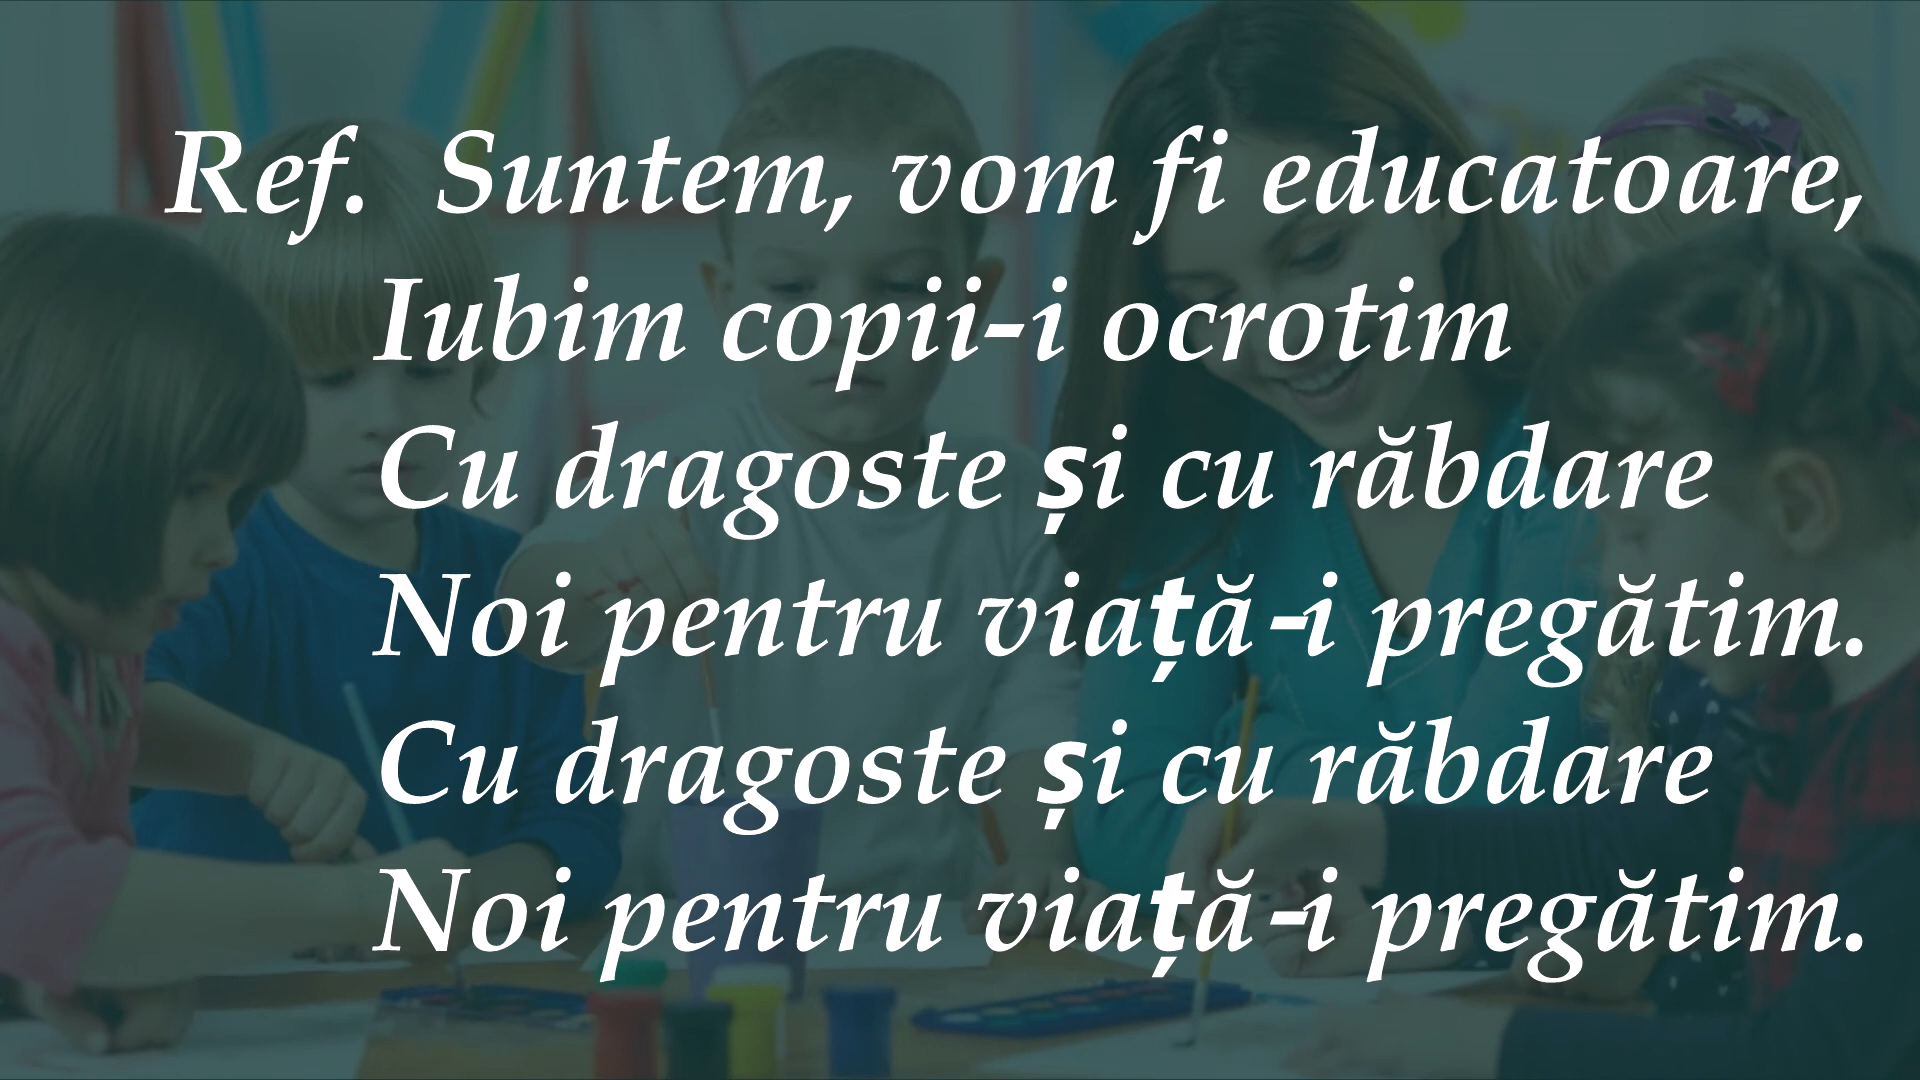 Ref.  Suntem, vom fi educatoare,
Iubim copii-i ocrotim
Cu dragoste și cu răbdare
Noi pentru viață-i pregătim.
Cu dragoste și cu răbdare
Noi pentru viață-i pregătim.